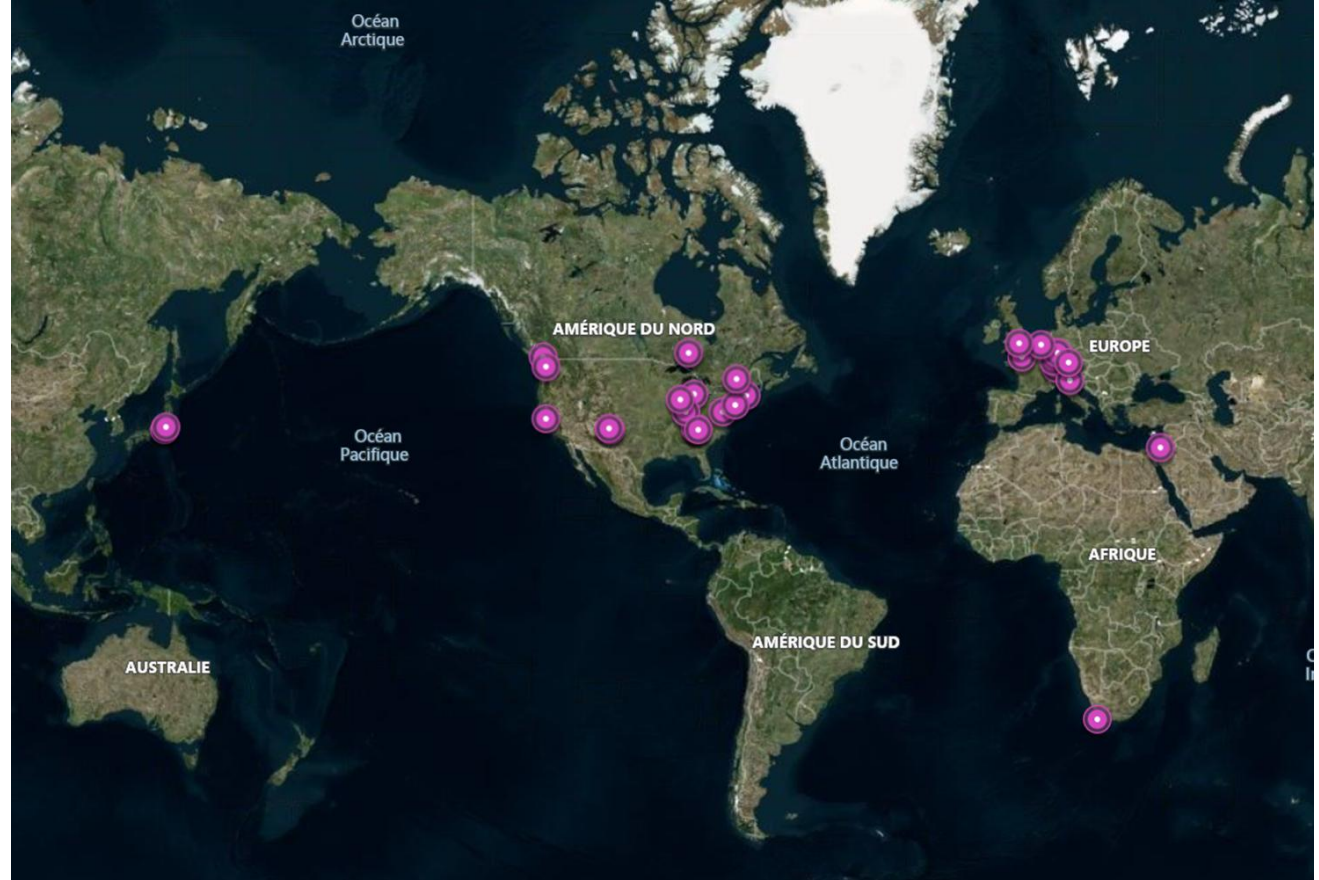 Océan
Arctique
AMÉRIQUE DU NORD
EUROPE
Océan
Pacifique
Océan
Atlantique
AFRIQUE
AMÉRIQUE DU SUD
AUSTRALIE